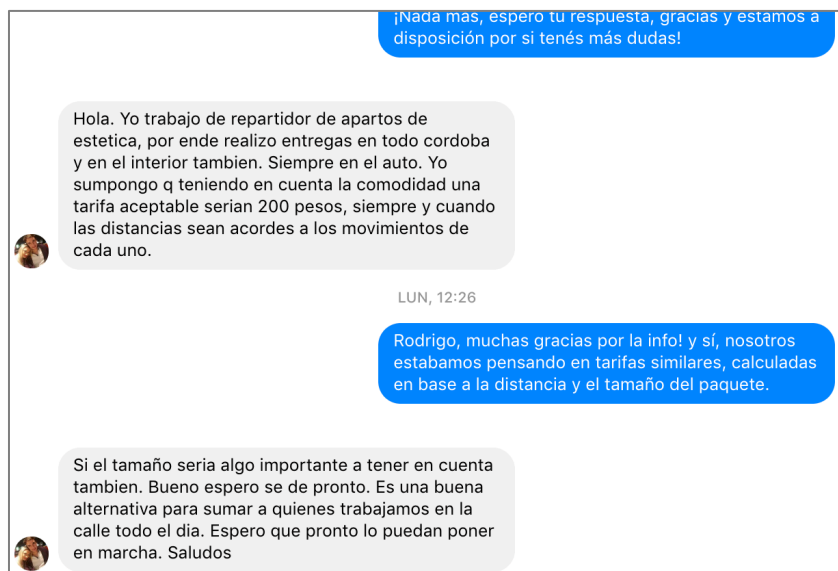 ¡Nada más, espero tu respuesta, gracias y estamos a
disposición por si tenés más dudas!
Hola. Yo trabajo de repartidor de apartos de
estetica, por ende realizo entregas en todo cordoba
y en el interior tambien. Siempre en el auto. Yo
sumpongo q teniendo en cuenta la comodidad una
tarifa aceptable serian 200 pesos, siempre y cuando
las distancias sean acordes a los movimientos de
cada uno.
LUN, 12:26
Rodrigo, muchas gracias por la info! y sí, nosotros
estabamos pensando en tarifas similares, calculadas
en base a la distancia y el tamaño del paquete.
Si el tamaño seria algo importante a tener en cuenta
tambien. Bueno espero se de pronto. Es una buena
alternativa para sumar a quienes trabajamos en la
calle todo el dia. Espero que pronto lo puedan poner
en marcha. Saludos